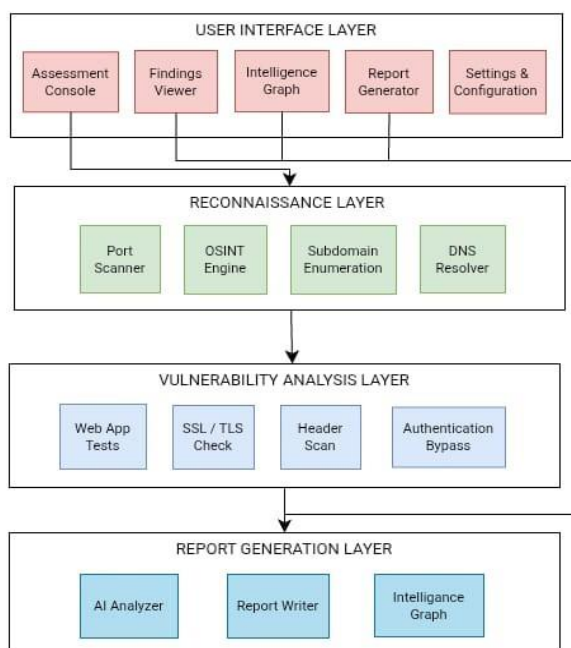 USER INTERFACE LAYER
Assessment
Console
Findings
Viewer
Intelligence
Graph
Report
Generator
Settings &
Configuration
RECONNAISSANCE LAYER
Port
Scanner
OSINT
Engine
Subdomain
Enumeration
DNS
Resolver
VULNERABILITY ANALYSIS LAYER
Web App
Tests
SSL / TLS
Check
Header
Scan
Authentication
Bypass
REPORT GENERATION LAYER
AI Analyzer
Report Writer
Intelligance
Graph